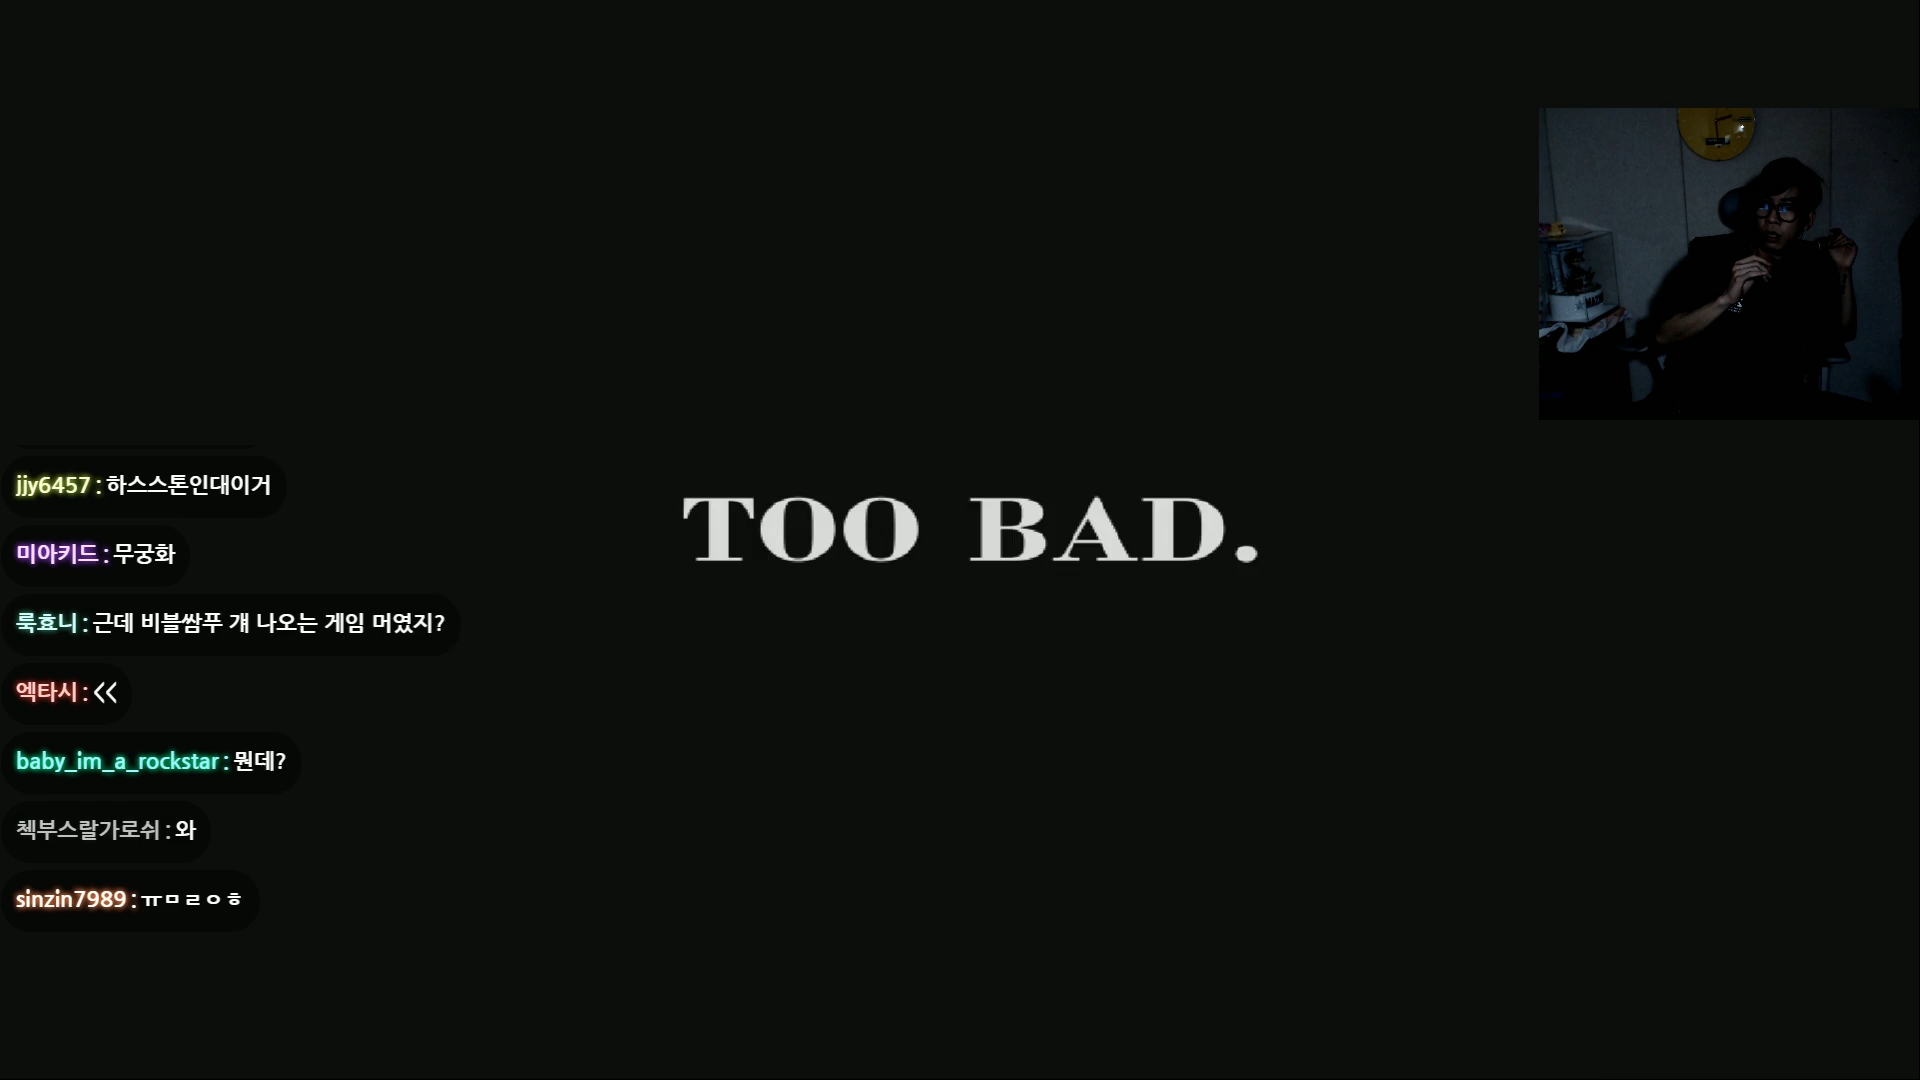 jjy6457 : 하스스톤인대이거
미아키드 : 무궁화
룩효니 : 근데 비블쌈푸 걔 나오는 게임 머였지?
엑타시 : <<
baby_im_a_rockstar : 뭔데?
첵부스랄가로쉬 : 와
sinzin7989 : ㅠㅁㄹㅇㅎ
TOO BAD.